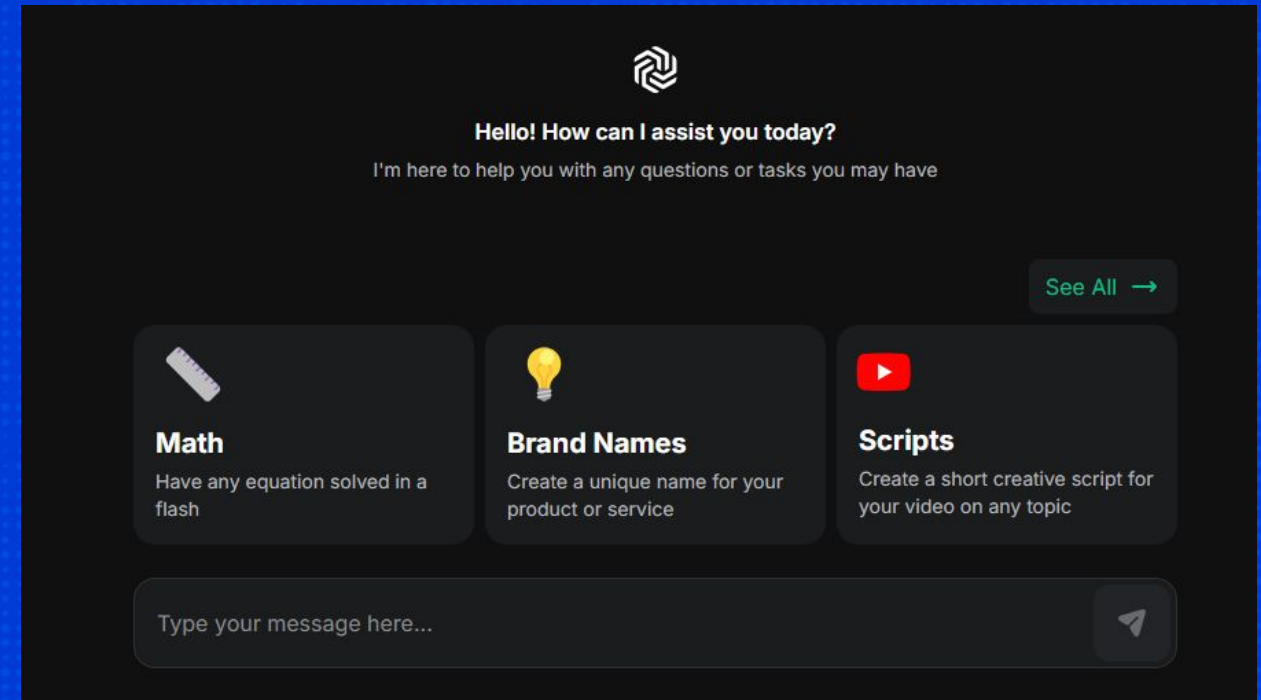 Hello! How can I assist you today?
I'm here to help you with any questions or tasks you may have
See All →
Math
Have any equation solved in a
flash
Brand Names
Create a unique name for your
product or service
Scripts
Create a short creative script for
your video on any topic
Type your message here...